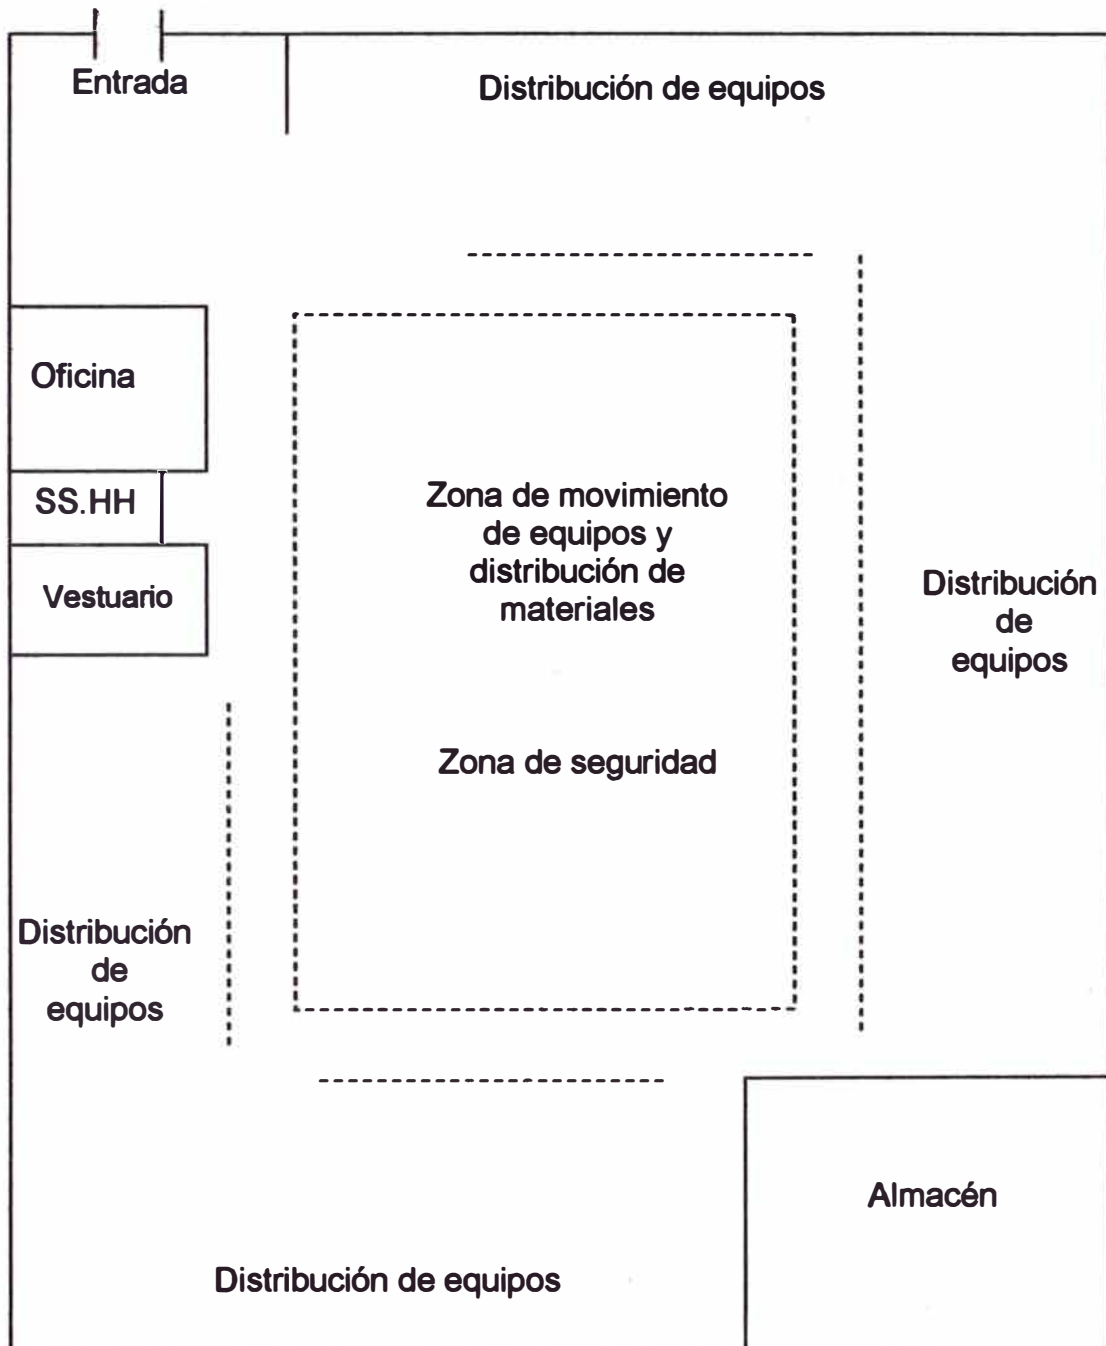 Entrada
Distribución de equipos
Oficina
SS.HH
Vestuario
Zona de movimiento
de equipos y
distribución de
materiales
Distribución
de
equipos
Zona de seguridad
Distribución
de
equipos
Almacén
Distribución de equipos